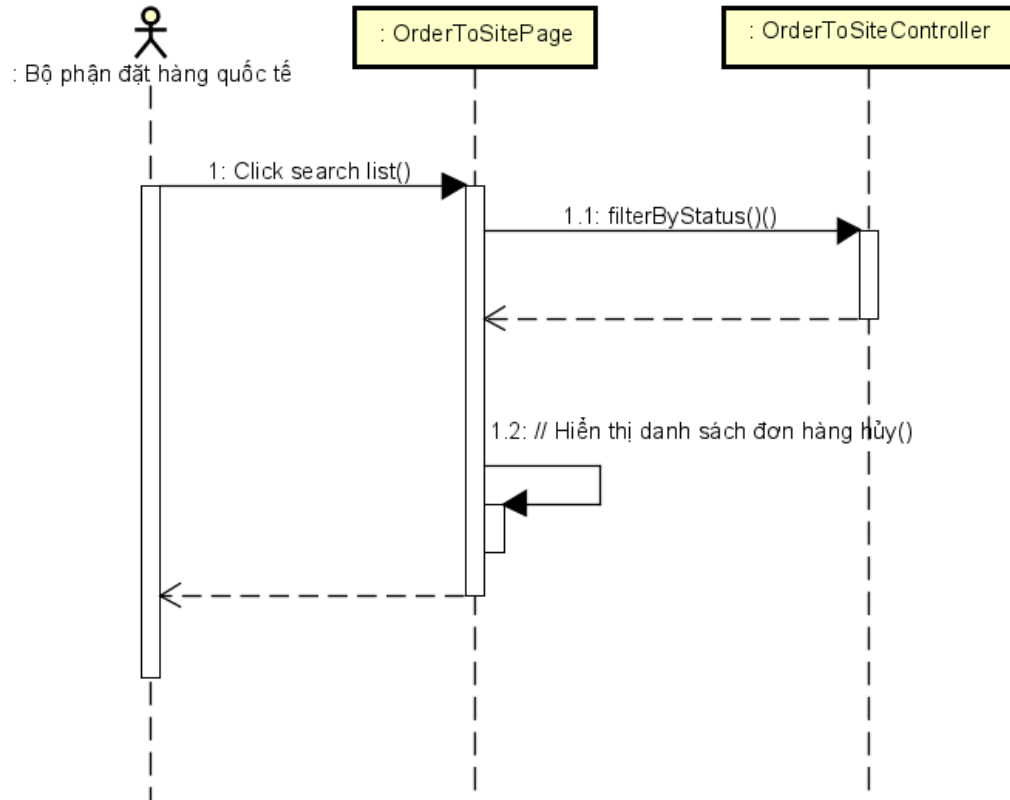 : OrderToSitePage
: OrderToSiteController
: Bộ phận đặt hàng quốc tế
1: Click search list()
1.1: filterByStatus()()
1.2: // Hiển thị danh sách đơn hàng hủy()